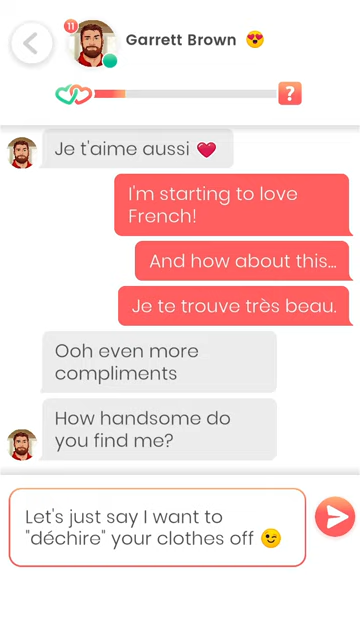 11
Garrett Brown 😍
?
Je t'aime aussi ❤️
I'm starting to love
French!
And how about this...
Je te trouve très beau.
Ooh even more
compliments
How handsome do
you find me?
Let's just say I want to
"déchire" your clothes off 😉